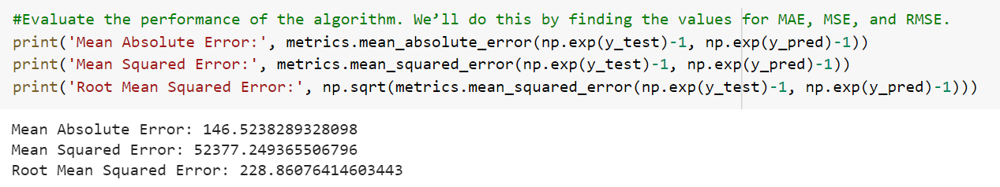 #Evaluate the performance of the algorithm. We’ll do this by finding the values for MAE, MSE, and RMSE.
print('Mean Absolute Error:', metrics.mean_absolute_error(np.exp(y_test)-1, np.exp(y_pred)-1))
print('Mean Squared Error:', metrics.mean_squared_error(np.exp(y_test)-1, np.exp(y_pred)-1))
print('Root Mean Squared Error:', np.sqrt(metrics.mean_squared_error(np.exp(y_test)-1, np.exp(y_pred)-1)))
Mean Absolute Error: 146.5238289328098
Mean Squared Error: 52377.249365506796
Root Mean Squared Error: 228.86076414603443